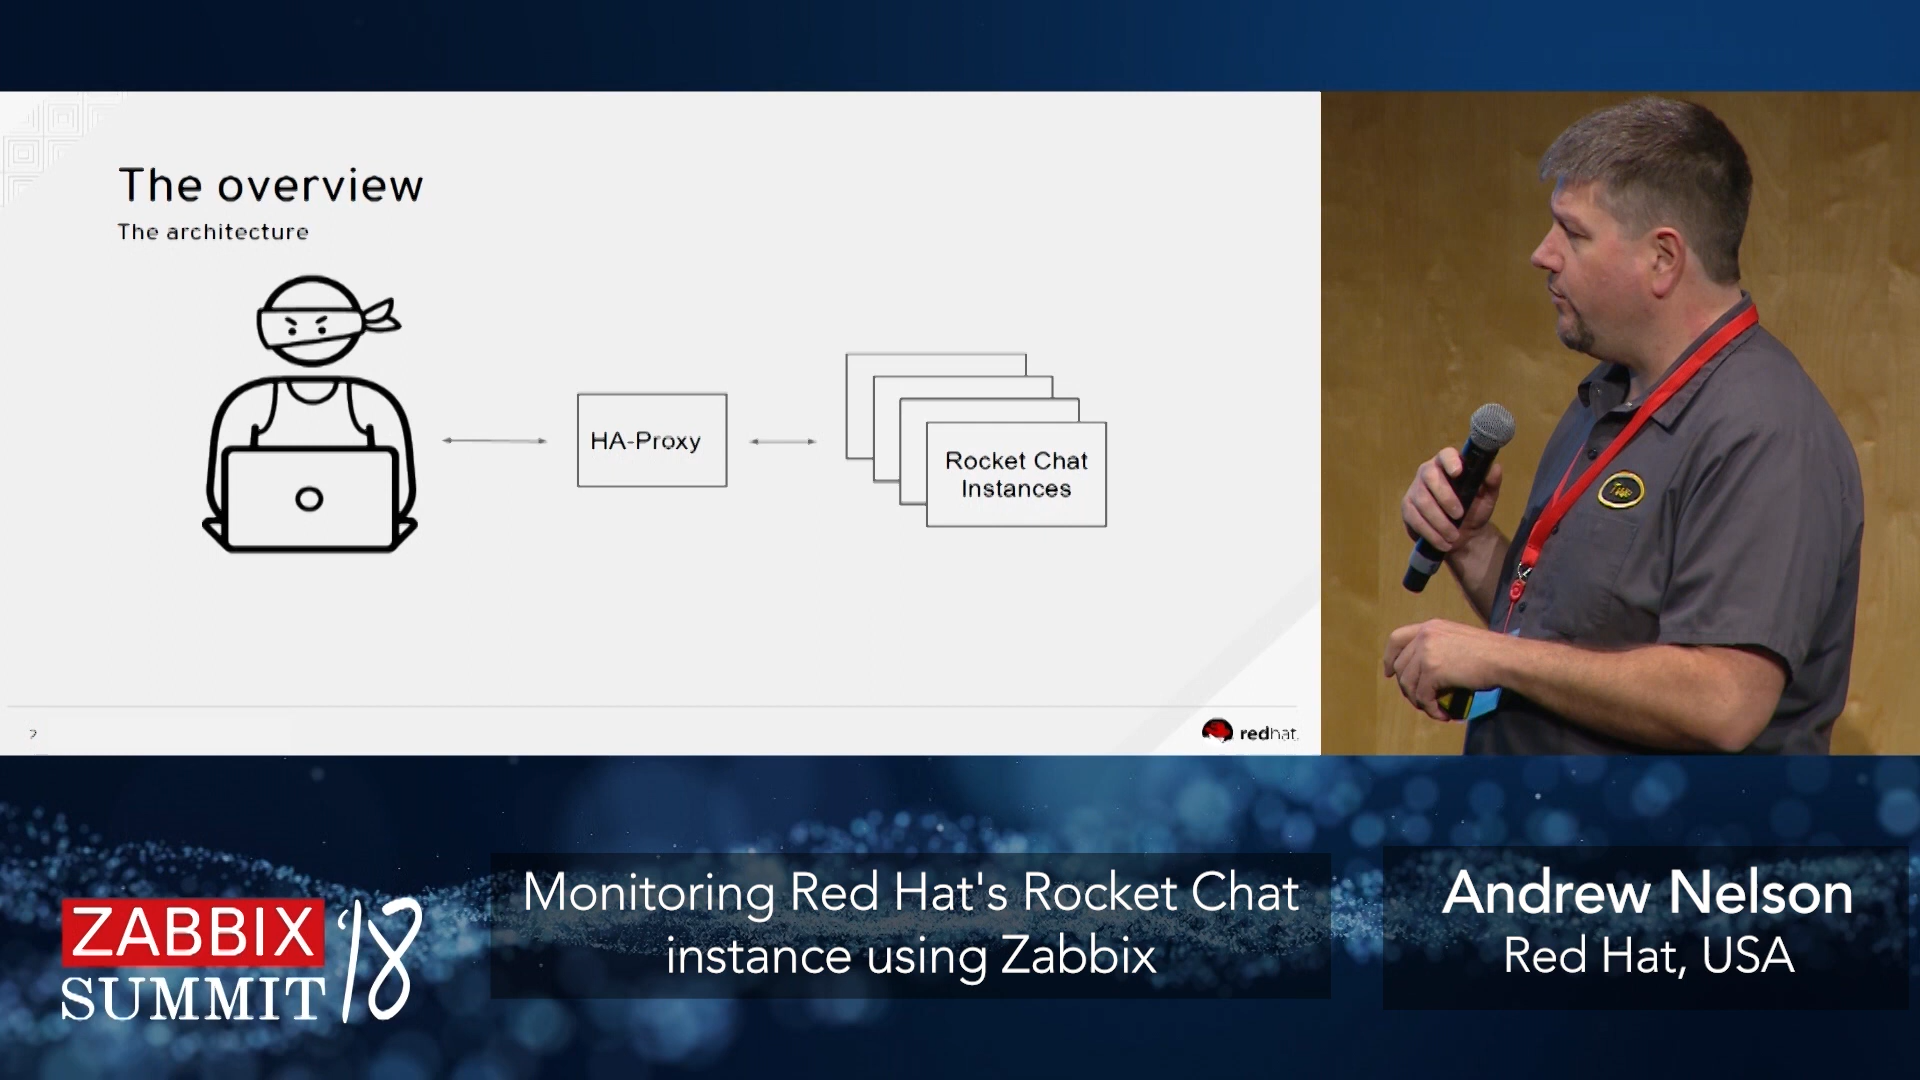 The overview
The architecture
HA-Proxy
Rocket Chat
Instances
2
redhat.
ZABBIX
'18
SUMMIT
Monitoring Red Hat's Rocket Chat
instance using Zabbix
Andrew Nelson
Red Hat, USA